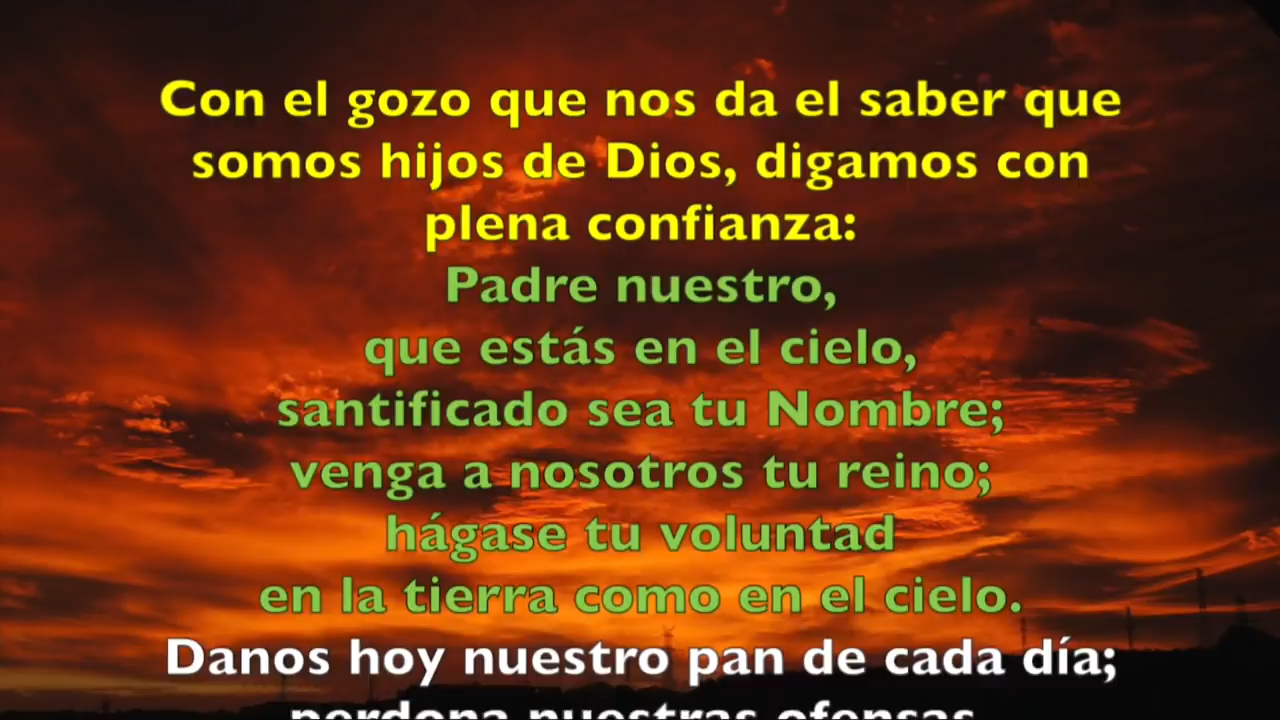 Con el gozo que nos da el saber que
somos hijos de Dios, digamos con
plena confianza:
Padre nuestro,
que estás en el cielo,
santificado sea tu Nombre;
venga a nosotros tu reino;
hágase tu voluntad
en la tierra como en el cielo.
Danos hoy nuestro pan de cada día;
perdona nuestras ofensas